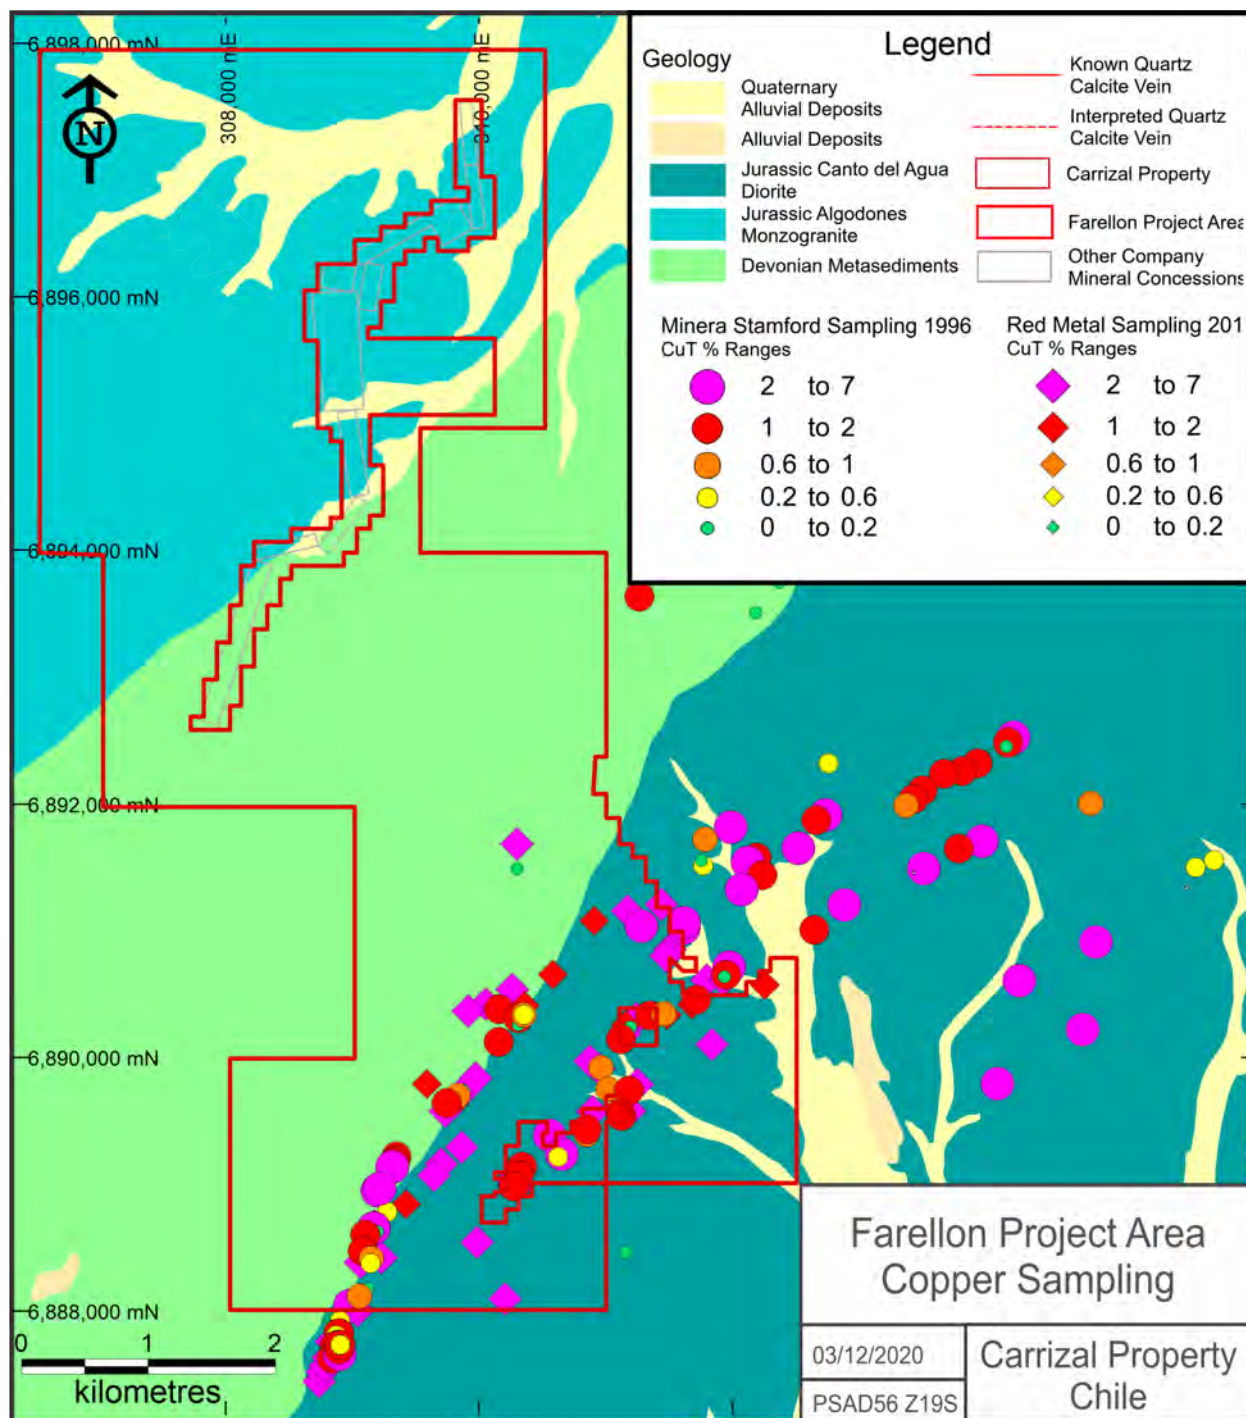 6,898,000 mN
308,000 mE
310,000 mE
N
6,896,000 mN
6,894,000 mN
6,892,000 mN
6,890,000 mN
6,888,000 mN
Legend
Geology
Quaternary
Alluvial Deposits
Alluvial Deposits
Jurassic Canto del Agua
Diorite
Jurassic Algodones
Monzogranite
Devonian Metasediments
Known Quartz
Calcite Vein
Interpreted Quartz
Calcite Vein
Carrizal Property
Farellon Project Area
Other Company
Mineral Concessions
Minera Stamford Sampling 1996
CuT % Ranges
2 to 7
1 to 2
0.6 to 1
0.2 to 0.6
0 to 0.2
Red Metal Sampling 201
CuT % Ranges
2 to 7
1 to 2
0.6 to 1
0.2 to 0.6
0 to 0.2
0 1 2
kilometres
Farellon Project Area
Copper Sampling
03/12/2020
PSAD56 Z19S
Carrizal Property
Chile